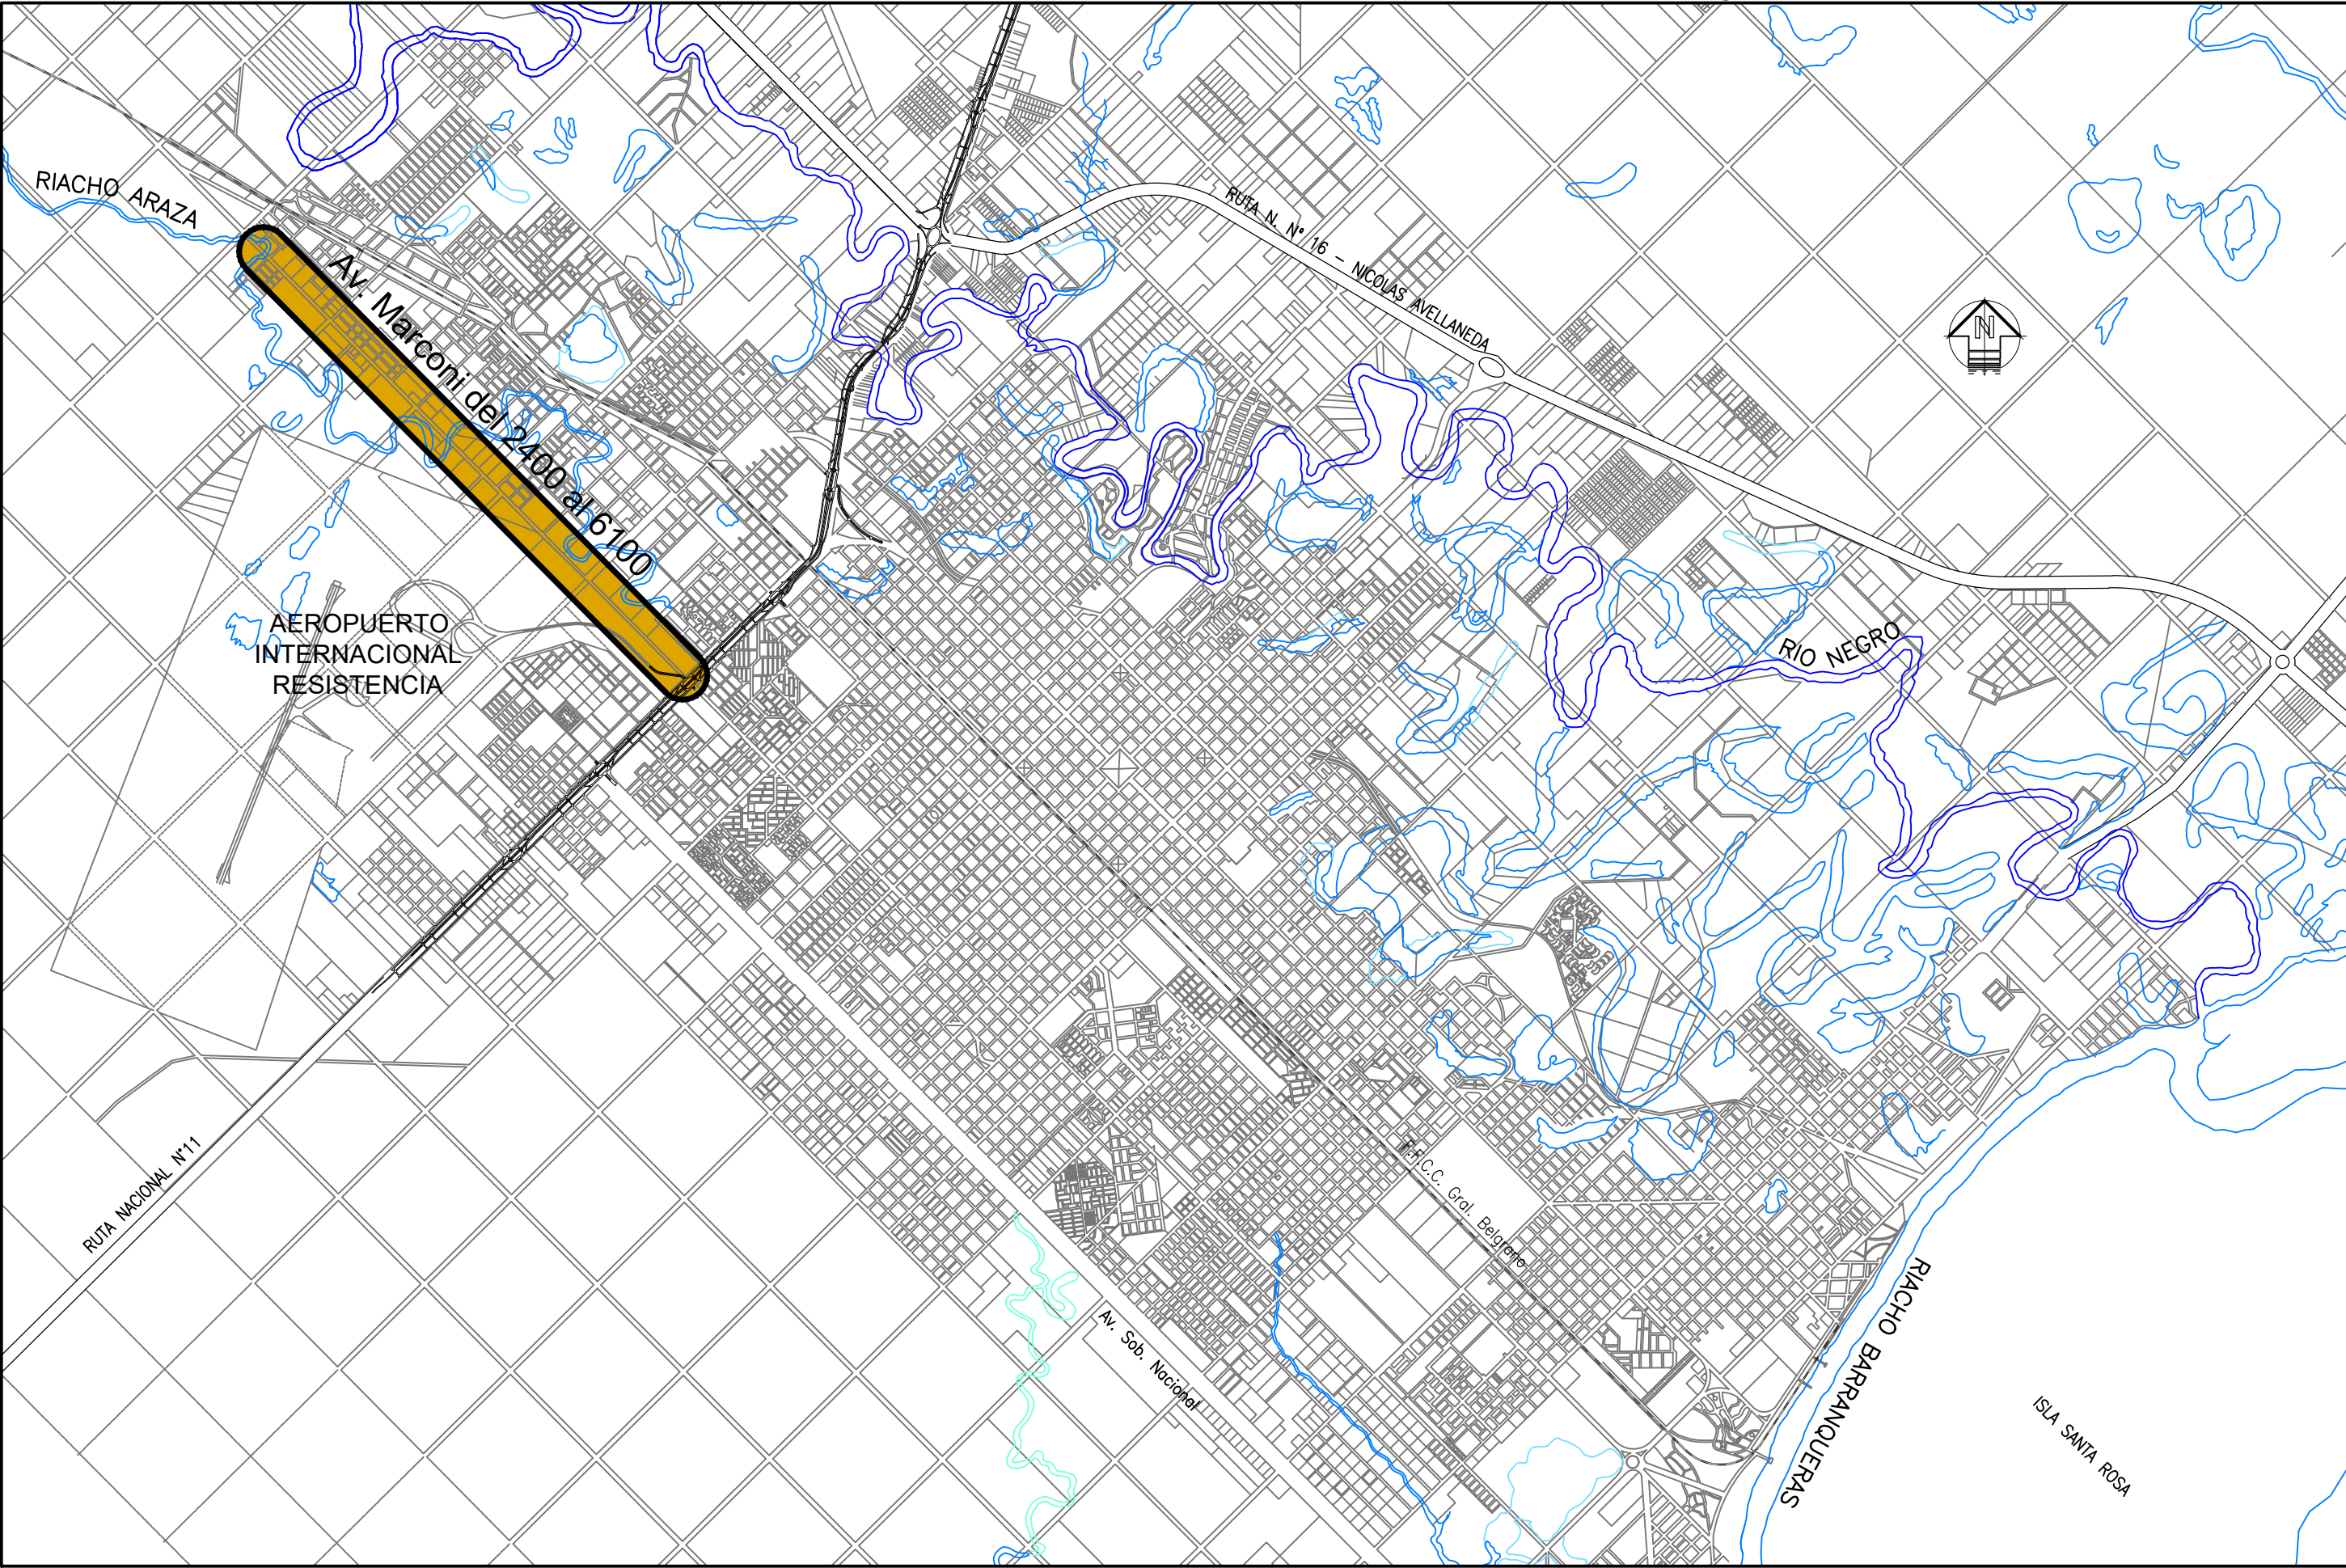 RIACHO ARAZA
RUTA N. N° 16 - NICOLAS AVELLANEDA
Av. Marconi del 2400 al 6100
N
AEROPUERTO
INTERNACIONAL
RESISTENCIA
RIO NEGRO
RUTA NACIONAL N°11
F.F.C.C. Gral. Belgrano
Av. Sob. Nacional
RIACHO BARRANQUERAS
ISLA SANTA ROSA